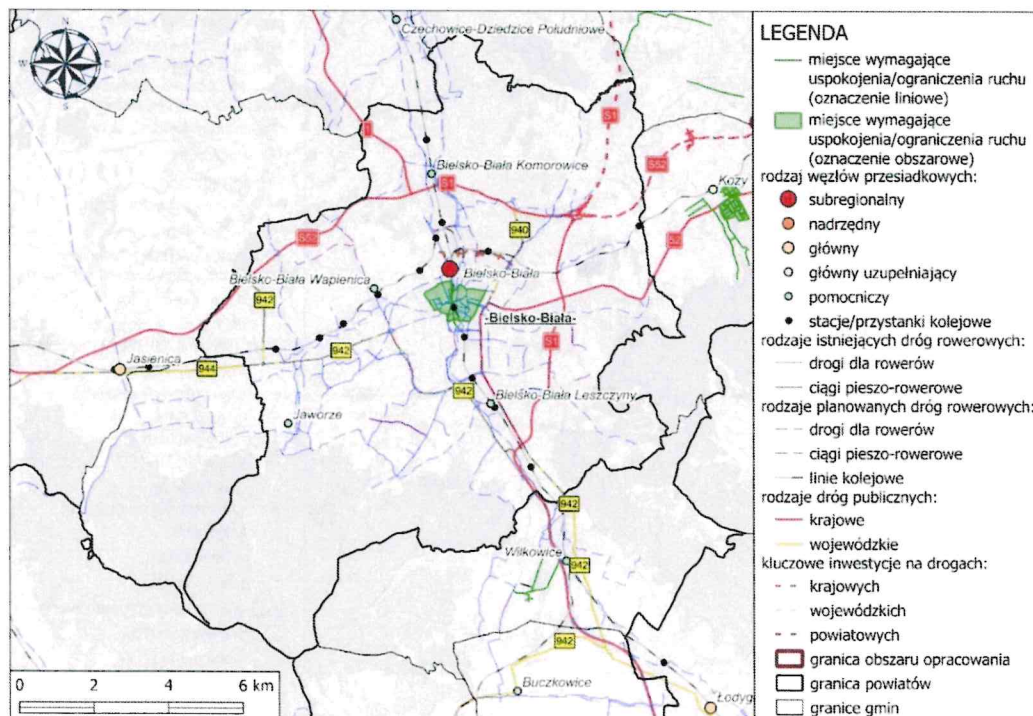 Czechowice-Dziedzice Południowe
1
S1
Bielsko-Biała Komorowice
S1
S52
Kozy
S52
940
52
Bielsko-Biała
Bielsko-Biała Wapienica
942
-Bielsko-Biała-
S1
942
Jasienica
944
942
Bielsko-Biała Leszczyny
Jaworze
942
Wilkowice
942
942
Buczkowice
Łodyg
0 2 4 6 km
LEGENDA
miejsce wymagające
uspokojenia/ograniczenia ruchu
(oznaczenie liniowe)
miejsce wymagające
uspokojenia/ograniczenia ruchu
(oznaczenie obszarowe)
rodzaj węzłów przesiadkowych:
subregionalny
nadrzędny
główny
główny uzupełniający
pomocniczy
stacje/przystanki kolejowe
rodzaje istniejących dróg rowerowych:
drogi dla rowerów
ciągi pieszo-rowerowe
rodzaje planowanych dróg rowerowych:
drogi dla rowerów
ciągi pieszo-rowerowe
linie kolejowe
rodzaje dróg publicznych:
krajowe
wojewódzkie
kluczowe inwestycje na drogach:
krajowych
wojewódzkich
powiatowych
granica obszaru opracowania
granica powiatów
granice gmin